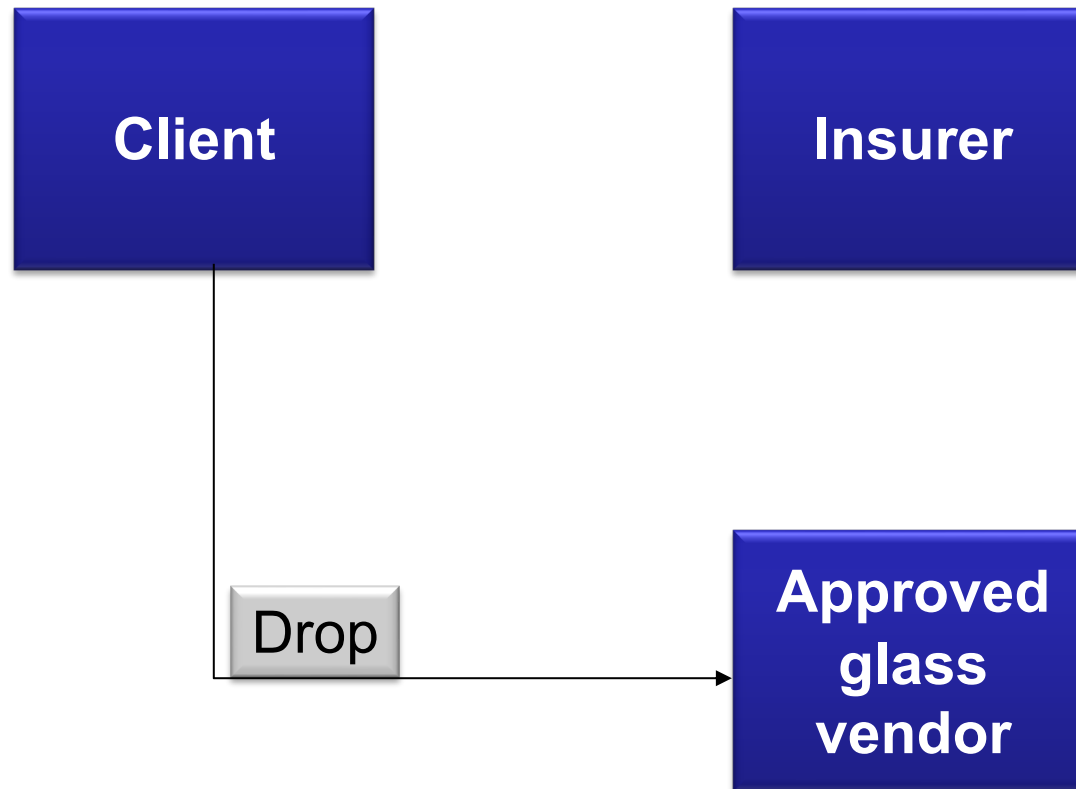 Client
Insurer
Drop
Approved
glass
vendor